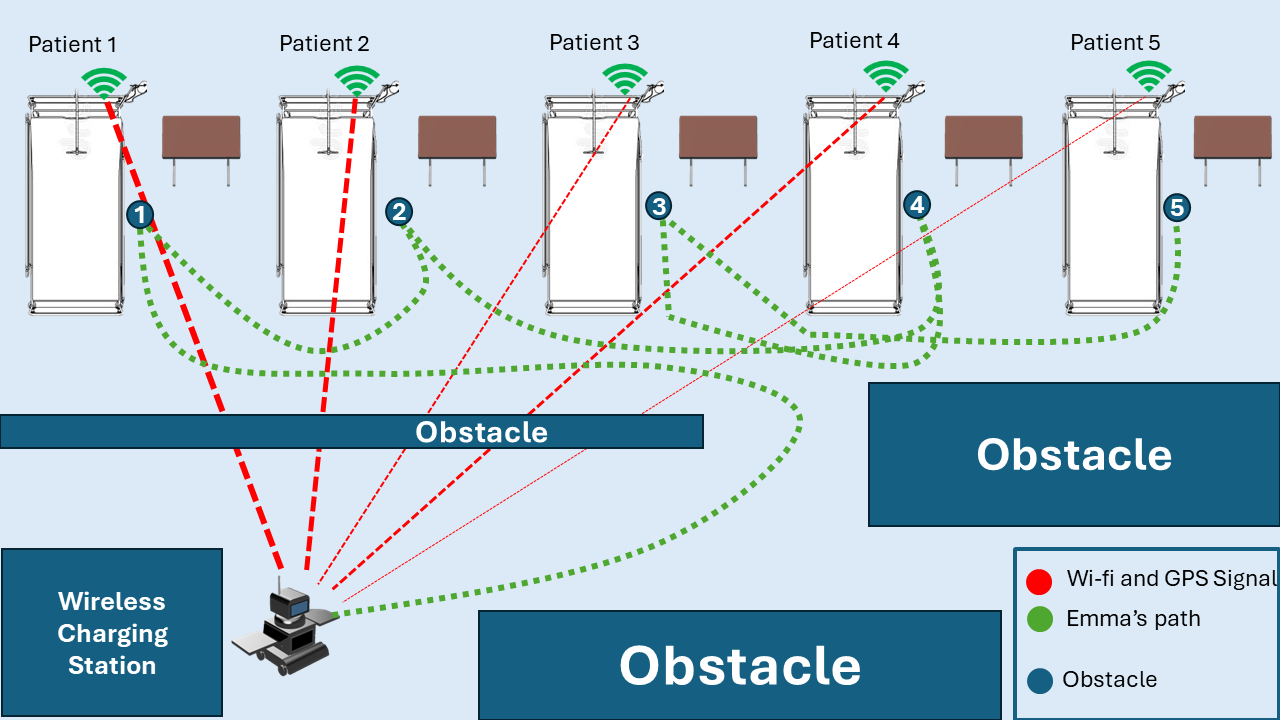 Patient 1
Patient 2
Patient 3
Patient 4
Patient 5
1
2
3
4
5
Obstacle
Obstacle
Wireless
Charging
Station
Obstacle
Wi-fi and GPS Signal
Emma’s path
Obstacle